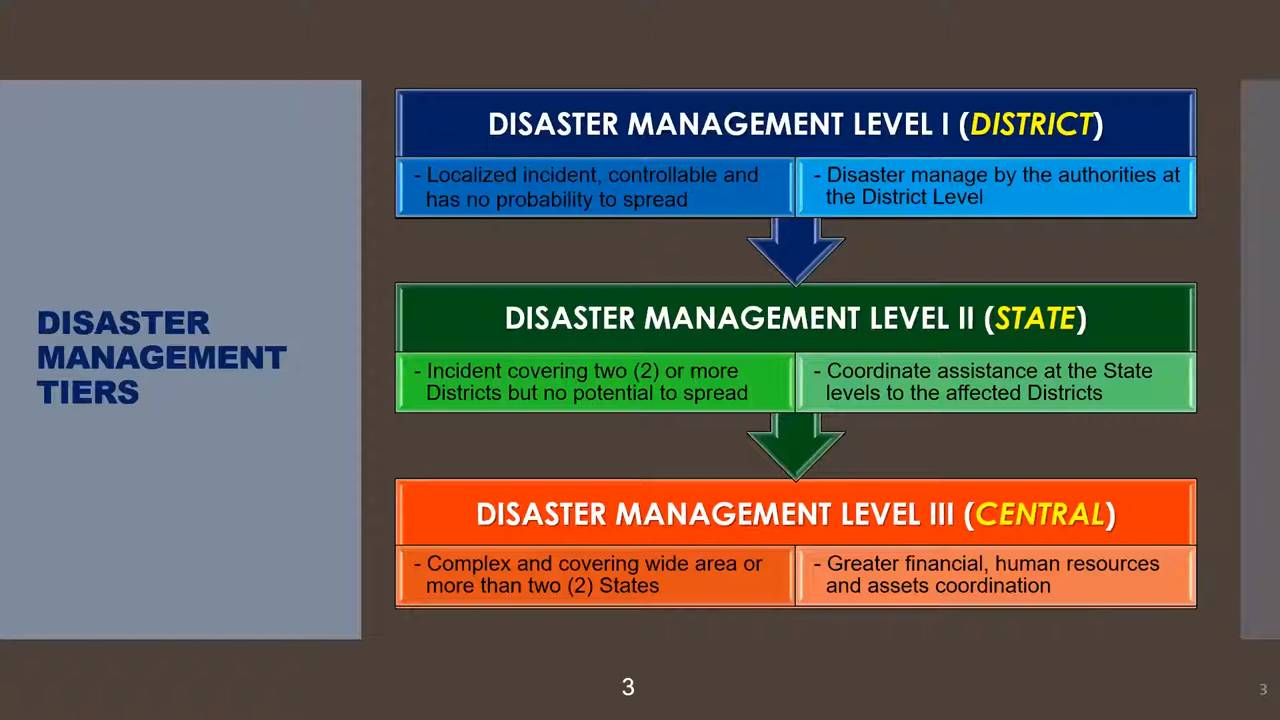 DISASTER
MANAGEMENT
TIERS
DISASTER MANAGEMENT LEVEL I (DISTRICT)
- Localized incident, controllable and
has no probability to spread
- Disaster manage by the authorities at
the District Level
DISASTER MANAGEMENT LEVEL II (STATE)
- Incident covering two (2) or more
Districts but no potential to spread
- Coordinate assistance at the State
levels to the affected Districts
DISASTER MANAGEMENT LEVEL III (CENTRAL)
- Complex and covering wide area or
more than two (2) States
- Greater financial, human resources
and assets coordination
3
3